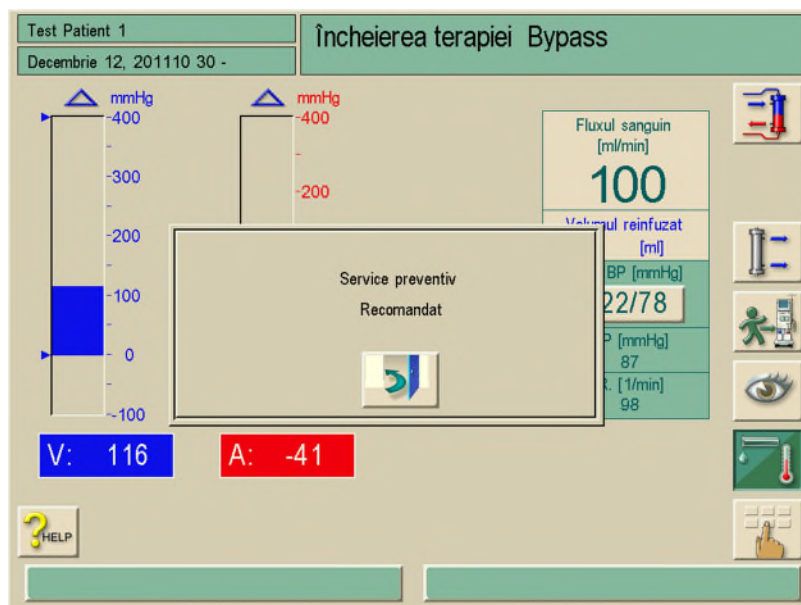 Test Patient 1
Decembrie 12, 201110 30 -
Încheierea terapiei Bypass
mmHg
400
300
200
100
0
-100
mmHg
400
200
Fluxul sanguin
[ml/min]
100
Volumul reinfuzat
[ml]
BP [mmHg]
22/78
[mmHg]
87
[1/min]
98
Service preventiv
Recomandat
V: 116
A: -41
HELP